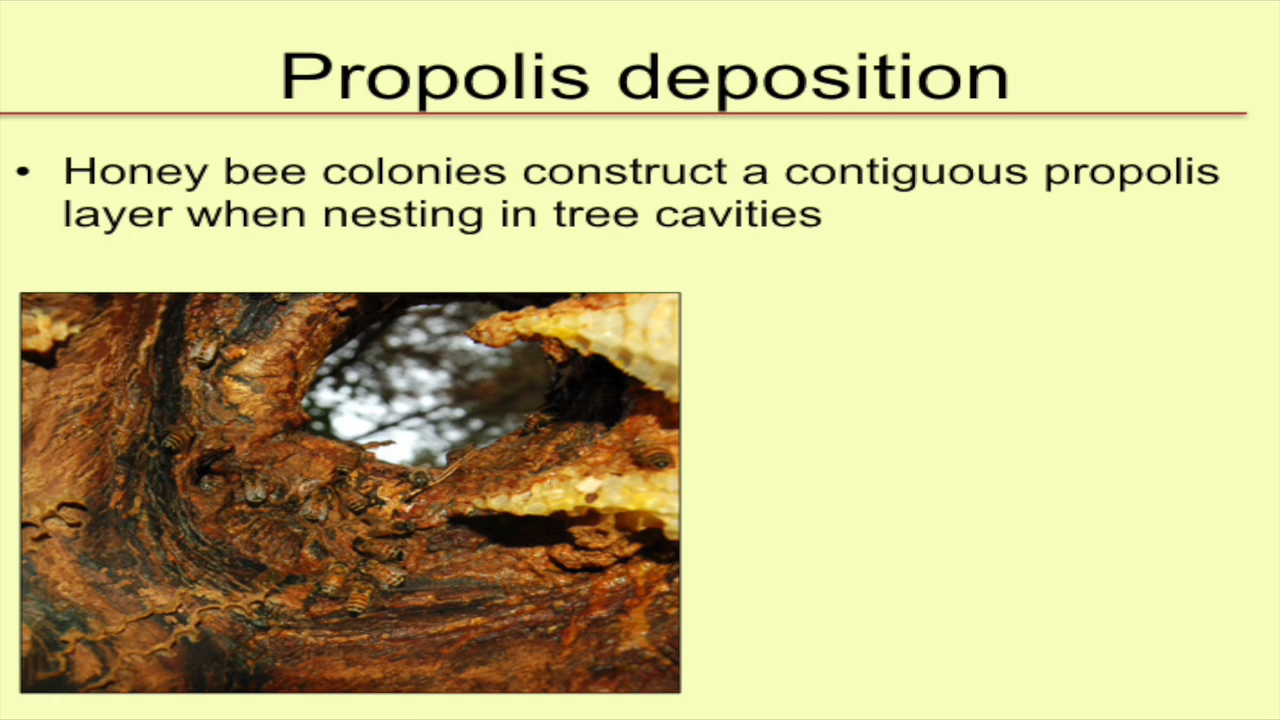 Propolis deposition
• Honey bee colonies construct a contiguous propolis
layer when nesting in tree cavities